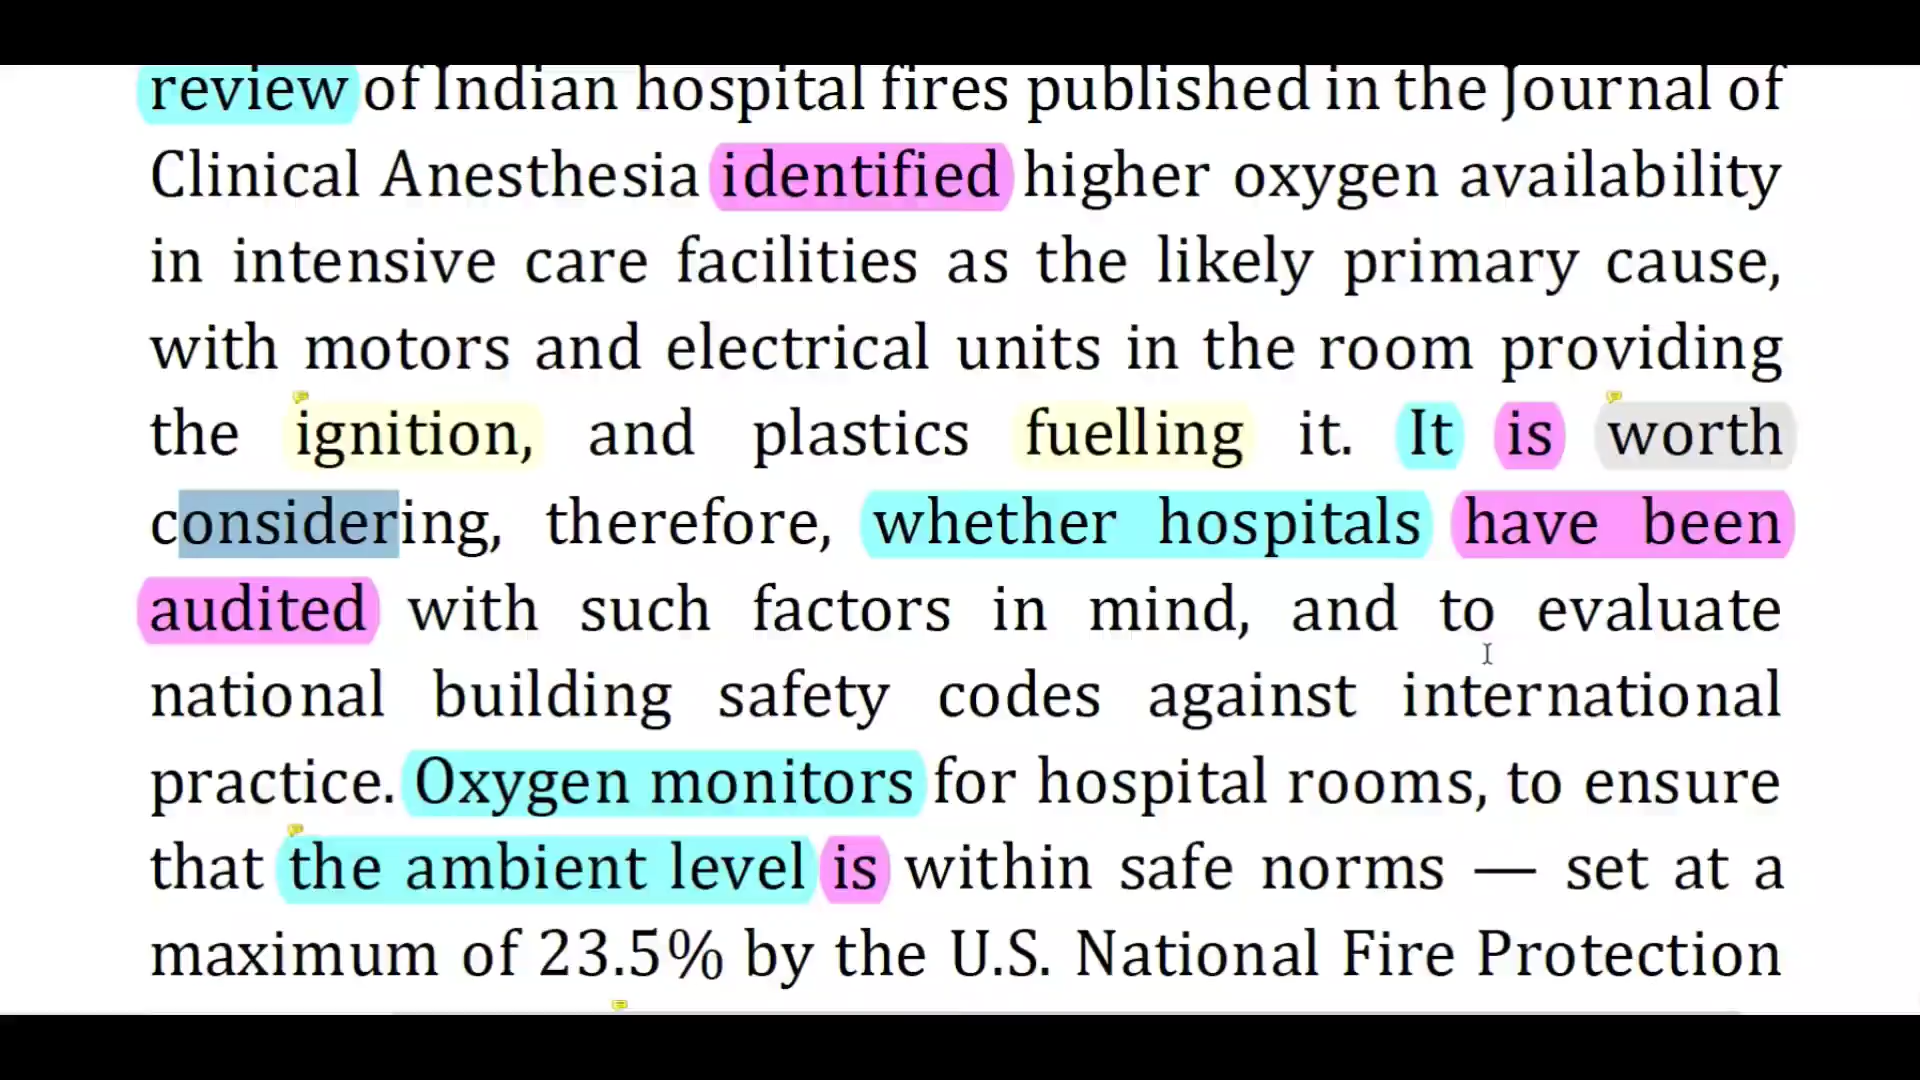 review of Indian hospital fires published in the Journal of
Clinical Anesthesia identified higher oxygen availability
in intensive care facilities as the likely primary cause,
with motors and electrical units in the room providing
the ignition, and plastics fuelling it. It is worth
considering, therefore, whether hospitals have been
audited with such factors in mind, and to evaluate
national building safety codes against international
practice. Oxygen monitors for hospital rooms, to ensure
that the ambient level is within safe norms — set at a
maximum of 23.5% by the U.S. National Fire Protection